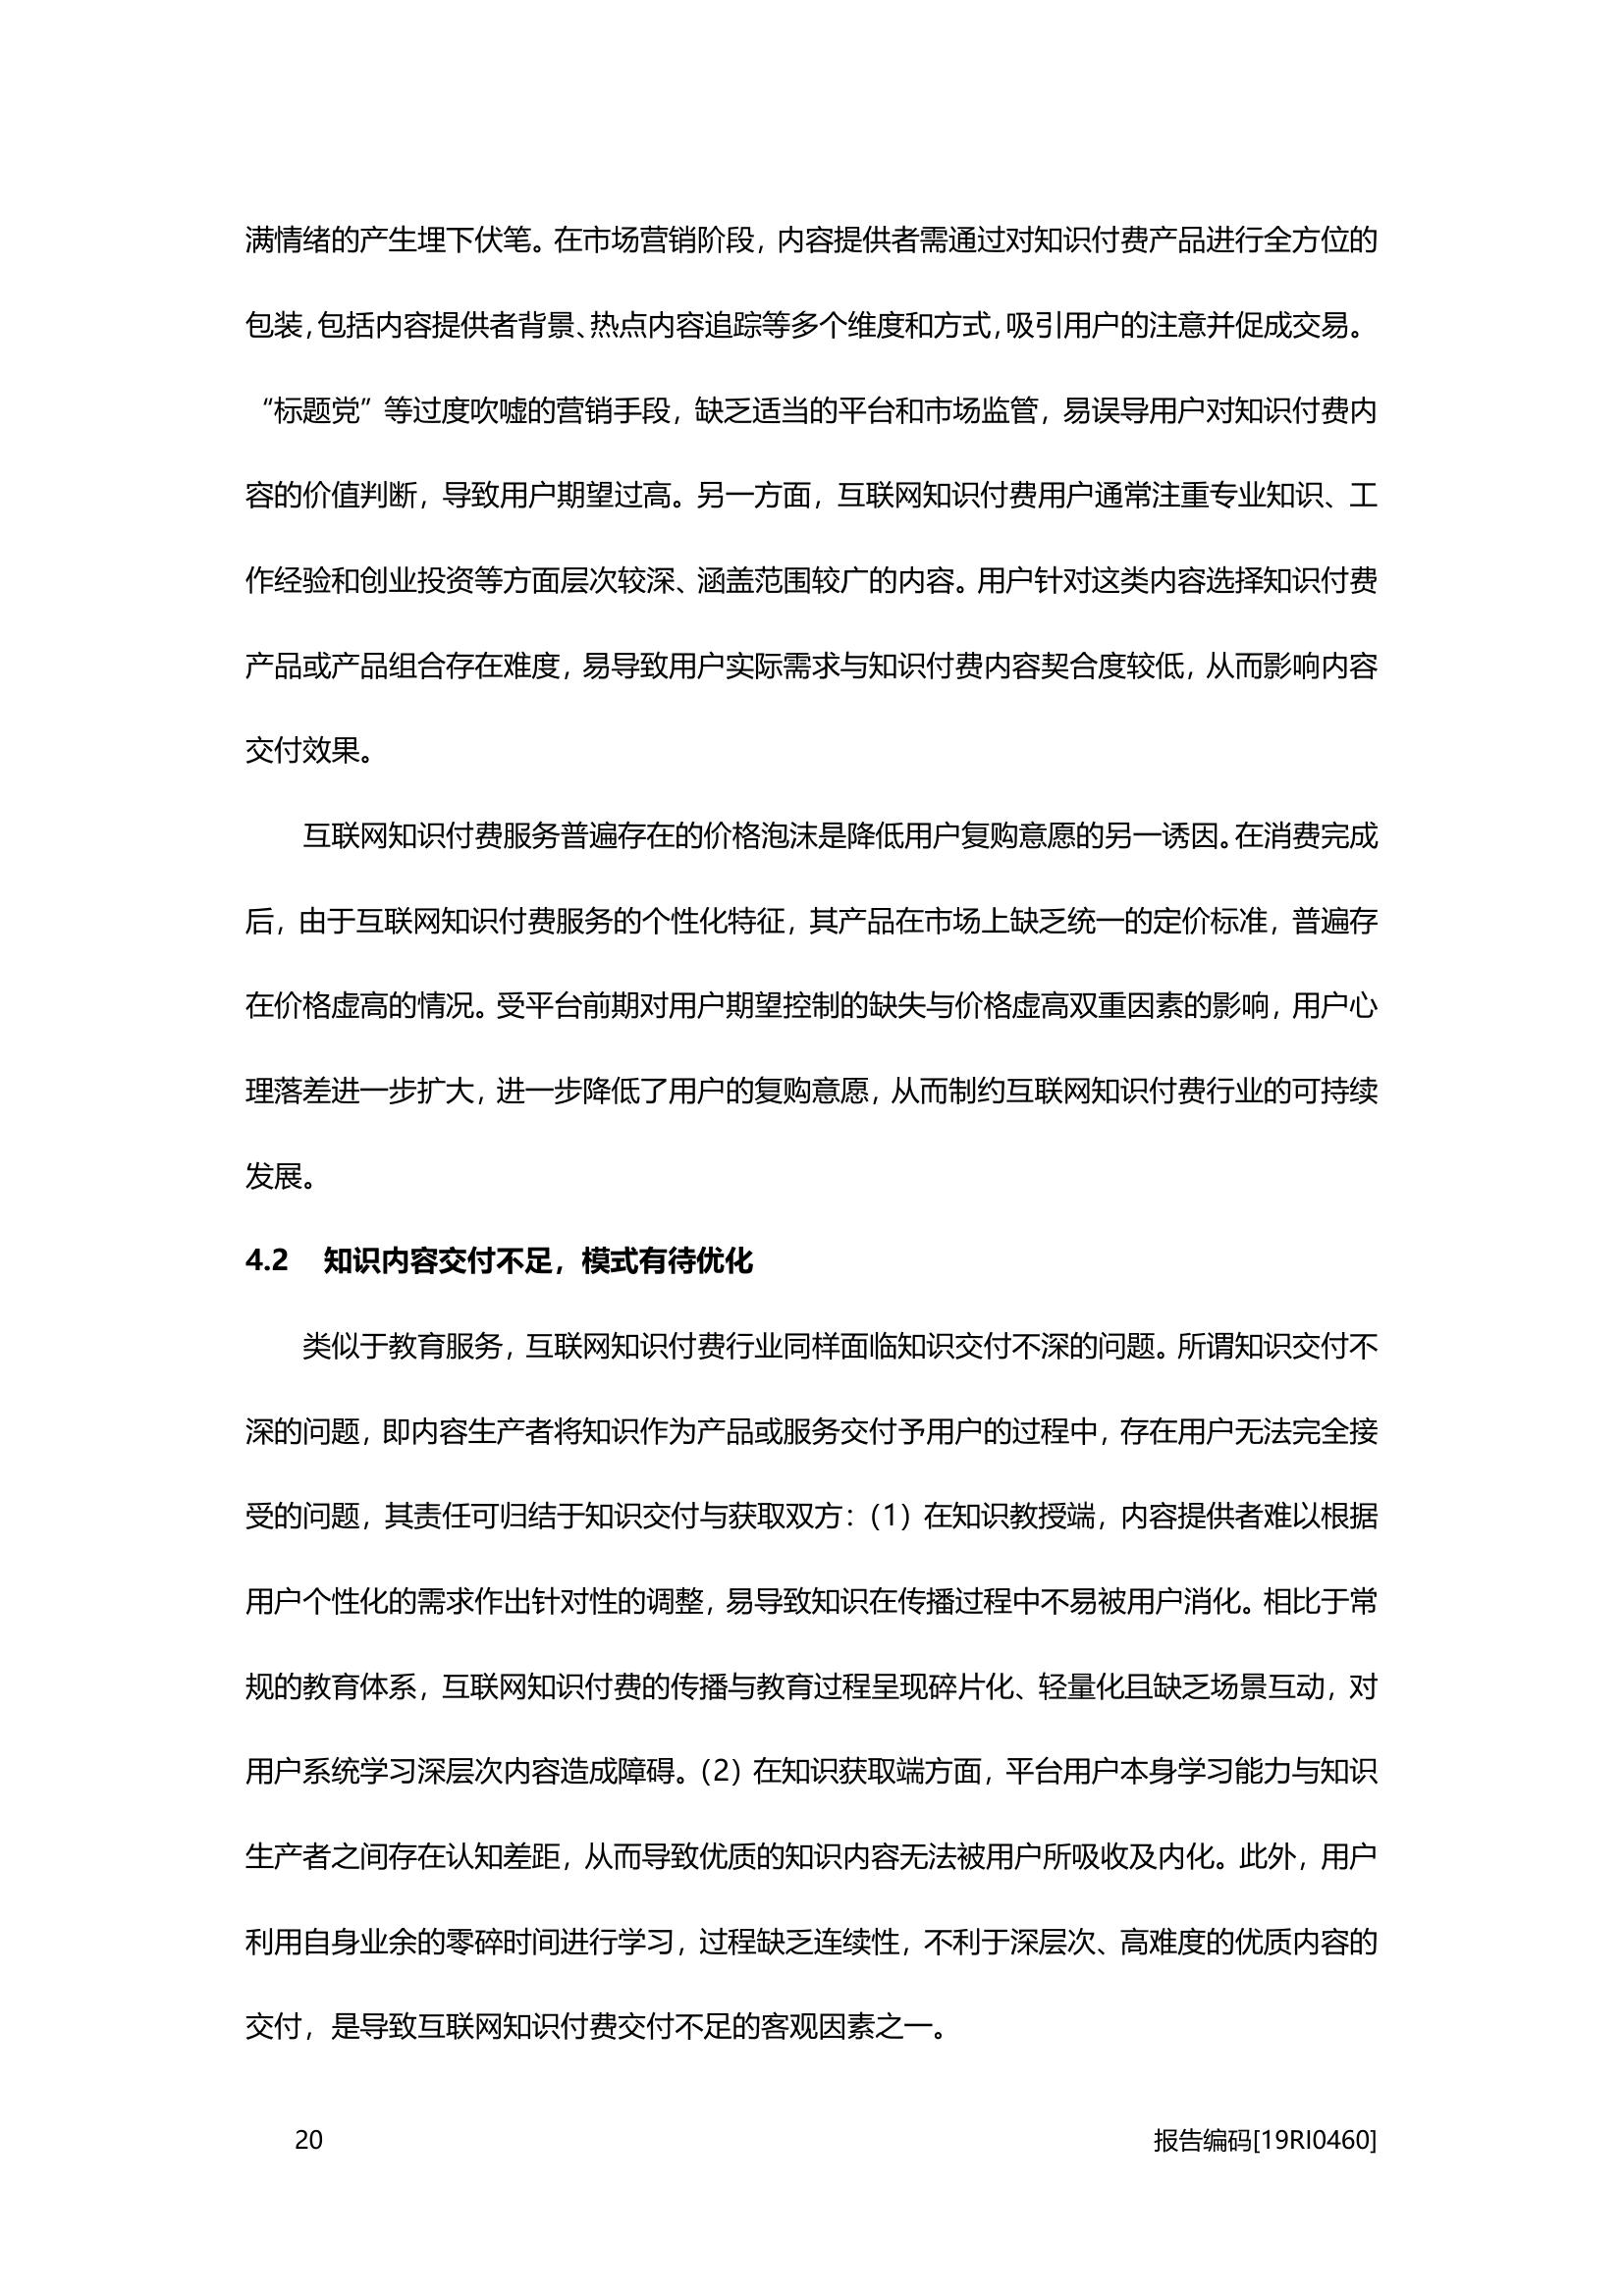 满情绪的产生埋下伏笔。在市场营销阶段，内容提供者需通过对知识付费产品进行全方位的
包装，包括内容提供者背景、热点内容追踪等多个维度和方式，吸引用户的注意并促成交易。
“标题党”等过度吹嘘的营销手段，缺乏适当的平台和市场监管，易误导用户对知识付费内
容的价值判断，导致用户期望过高。另一方面，互联网知识付费用户通常注重专业知识、工
作经验和创业投资等方面层次较深、涵盖范围较广的内容。用户针对这类内容选择知识付费
产品或产品组合存在难度，易导致用户实际需求与知识付费内容契合度较低，从而影响内容
交付效果。
互联网知识付费服务普遍存在的价格泡沫是降低用户复购意愿的另一诱因。在消费完成
后，由于互联网知识付费服务的个性化特征，其产品在市场上缺乏统一的定价标准，普遍存
在价格虚高的情况。受平台前期对用户期望控制的缺失与价格虚高双重因素的影响，用户心
理落差进一步扩大，进一步降低了用户的复购意愿，从而制约互联网知识付费行业的可持续
发展。
4.2 知识内容交付不足，模式有待优化
类似于教育服务，互联网知识付费行业同样面临知识交付不深的问题。所谓知识交付不
深的问题，即内容生产者将知识作为产品或服务交付予用户的过程中，存在用户无法完全接
受的问题，其责任可归结于知识交付与获取双方：（1）在知识教授端，内容提供者难以根据
用户个性化的需求作出针对性的调整，易导致知识在传播过程中不易被用户消化。相比于常
规的教育体系，互联网知识付费的传播与教育过程呈现碎片化、轻量化且缺乏场景互动，对
用户系统学习深层次内容造成障碍。（2）在知识获取端方面，平台用户本身学习能力与知识
生产者之间存在认知差距，从而导致优质的知识内容无法被用户所吸收及内化。此外，用户
利用自身业余的零碎时间进行学习，过程缺乏连续性，不利于深层次、高难度的优质内容的
交付，是导致互联网知识付费交付不足的客观因素之一。
20 报告编码[19RI0460]